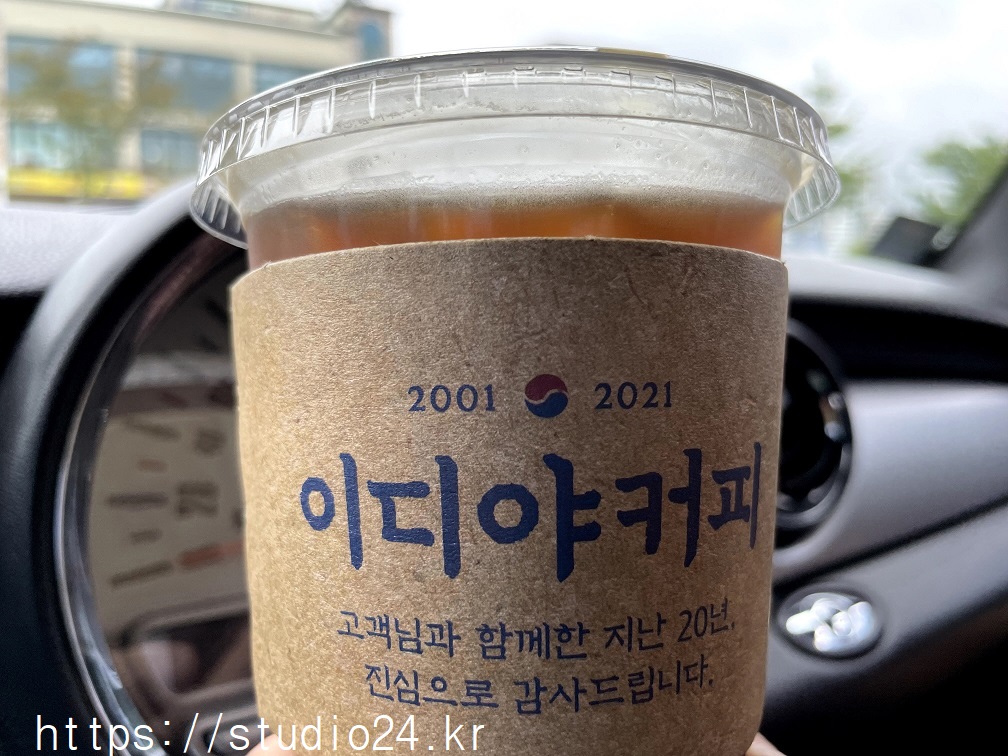 2001 2021
이디야커피
고객님과 함께한 지난 20년,
진심으로 감사드립니다.
https://studio24.kr